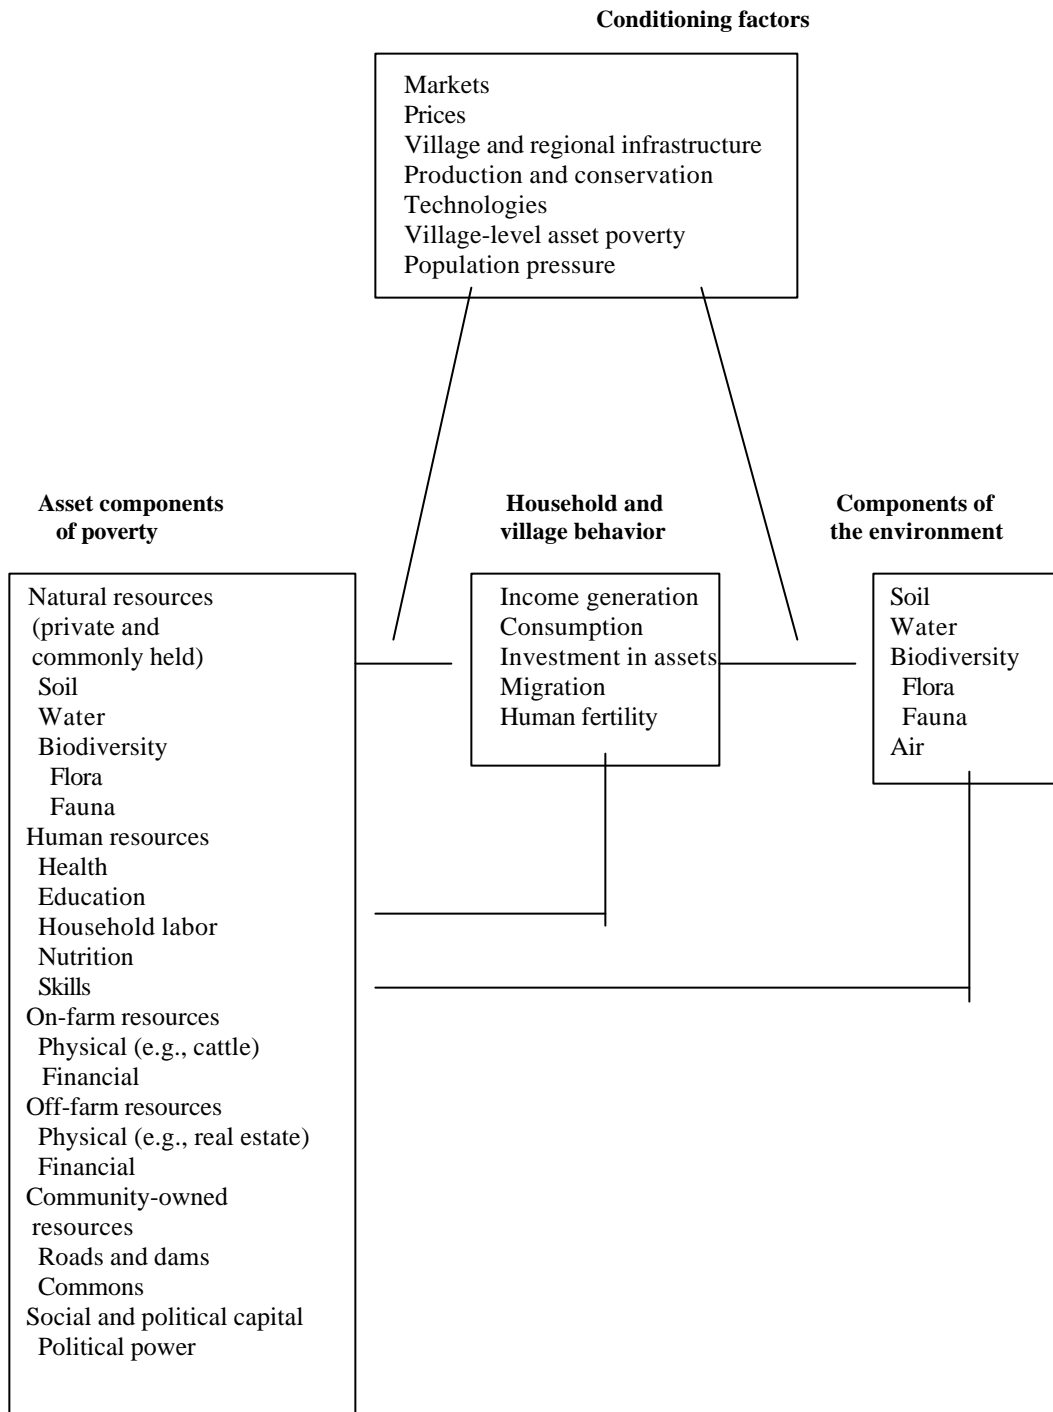 Conditioning factors
Markets
Prices
Village and regional infrastructure
Production and conservation
Technologies
Village-level asset poverty
Population pressure
Asset components
of poverty
Natural resources
(private and
commonly held)
Soil
Water
Biodiversity
Flora
Fauna
Human resources
Health
Education
Household labor
Nutrition
Skills
On-farm resources
Physical (e.g., cattle)
Financial
Off-farm resources
Physical (e.g., real estate)
Financial
Community-owned
resources
Roads and dams
Commons
Social and political capital
Political power
Household and
village behavior
Income generation
Consumption
Investment in assets
Migration
Human fertility
Components of
the environment
Soil
Water
Biodiversity
Flora
Fauna
Air